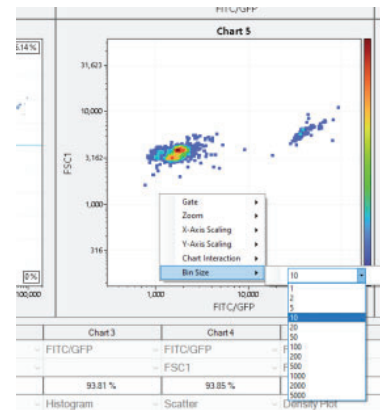 FITC/GFP
Chart 5
6.14%
31,623
10,000
3,162
1,000
316
FSC1
0%
100,000
1,000
10,000
FITC/GFP
Gate
Zoom
X-Axis Scaling
Y-Axis Scaling
Chart Interaction
Bin Size
10
1
2
5
10
20
50
100
200
500
1000
2000
5000
Chart 3
Chart 4
FITC/GFP
FITC/GFP
FSC1
93.81 %
93.85 %
Histogram
Scatter
Density Plot